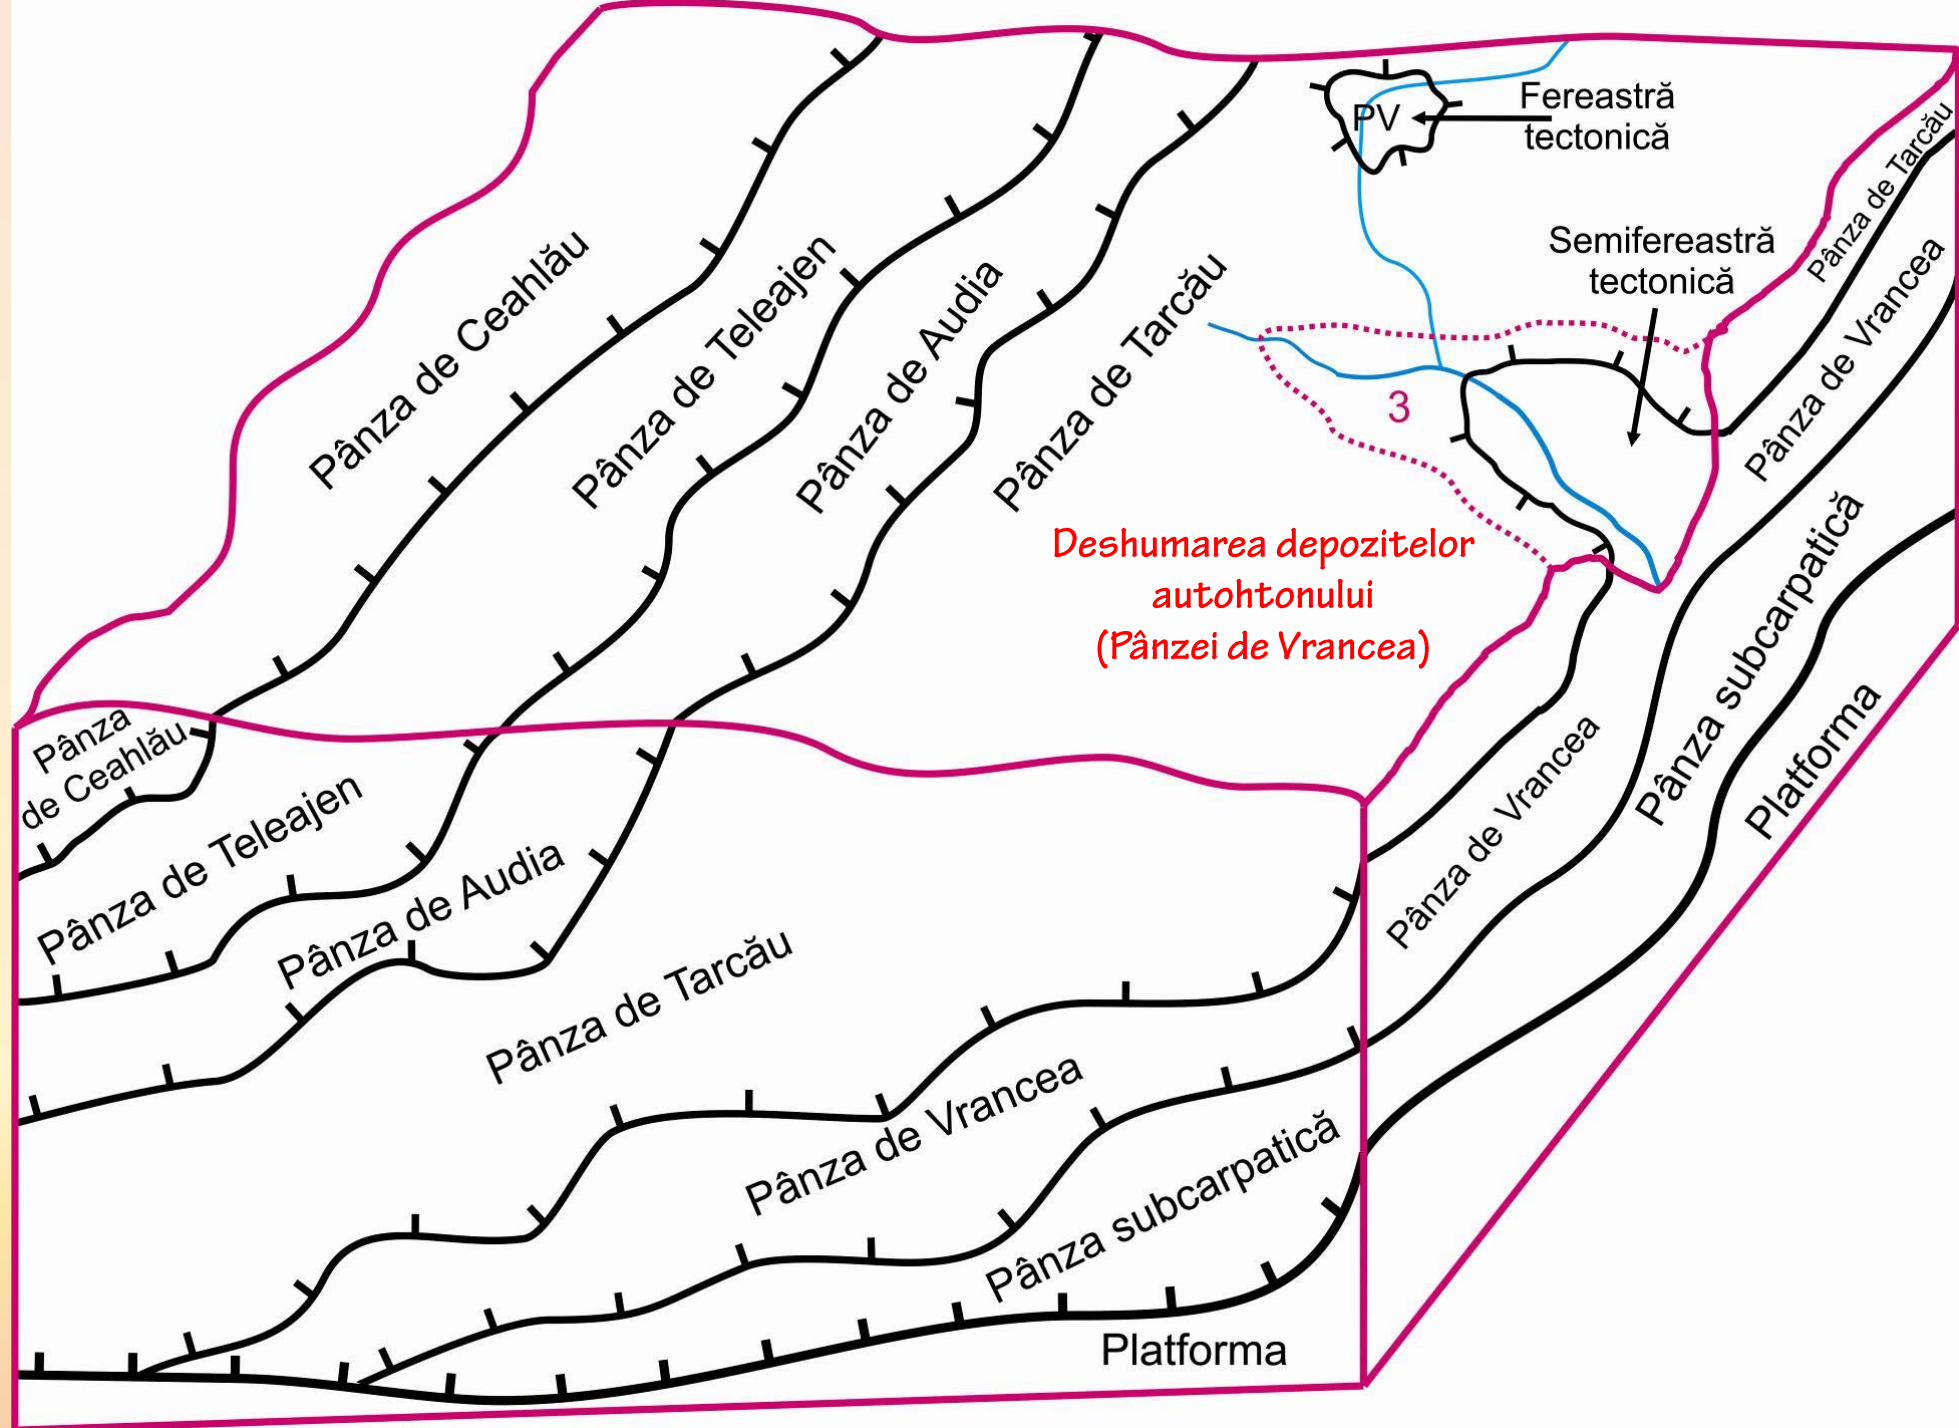 PV
Fereastră
tectonică
Pânza de Tarcău
Semifereastră
tectonică
Pânza de Vrancea
Pânza de Ceahlău
Pânza de Teleajen
Pânza de Audia
Pânza de Tarcău
3
Deshumarea depozitelor
autohtonului
(Pânzei de Vrancea)
Pânza subcarpatică
Platforma
Pânza
de Ceahlău
Pânza de Teleajen
Pânza de Audia
Pânza de Tarcău
Pânza de Vrancea
Pânza de Vrancea
Pânza subcarpatică
Platforma